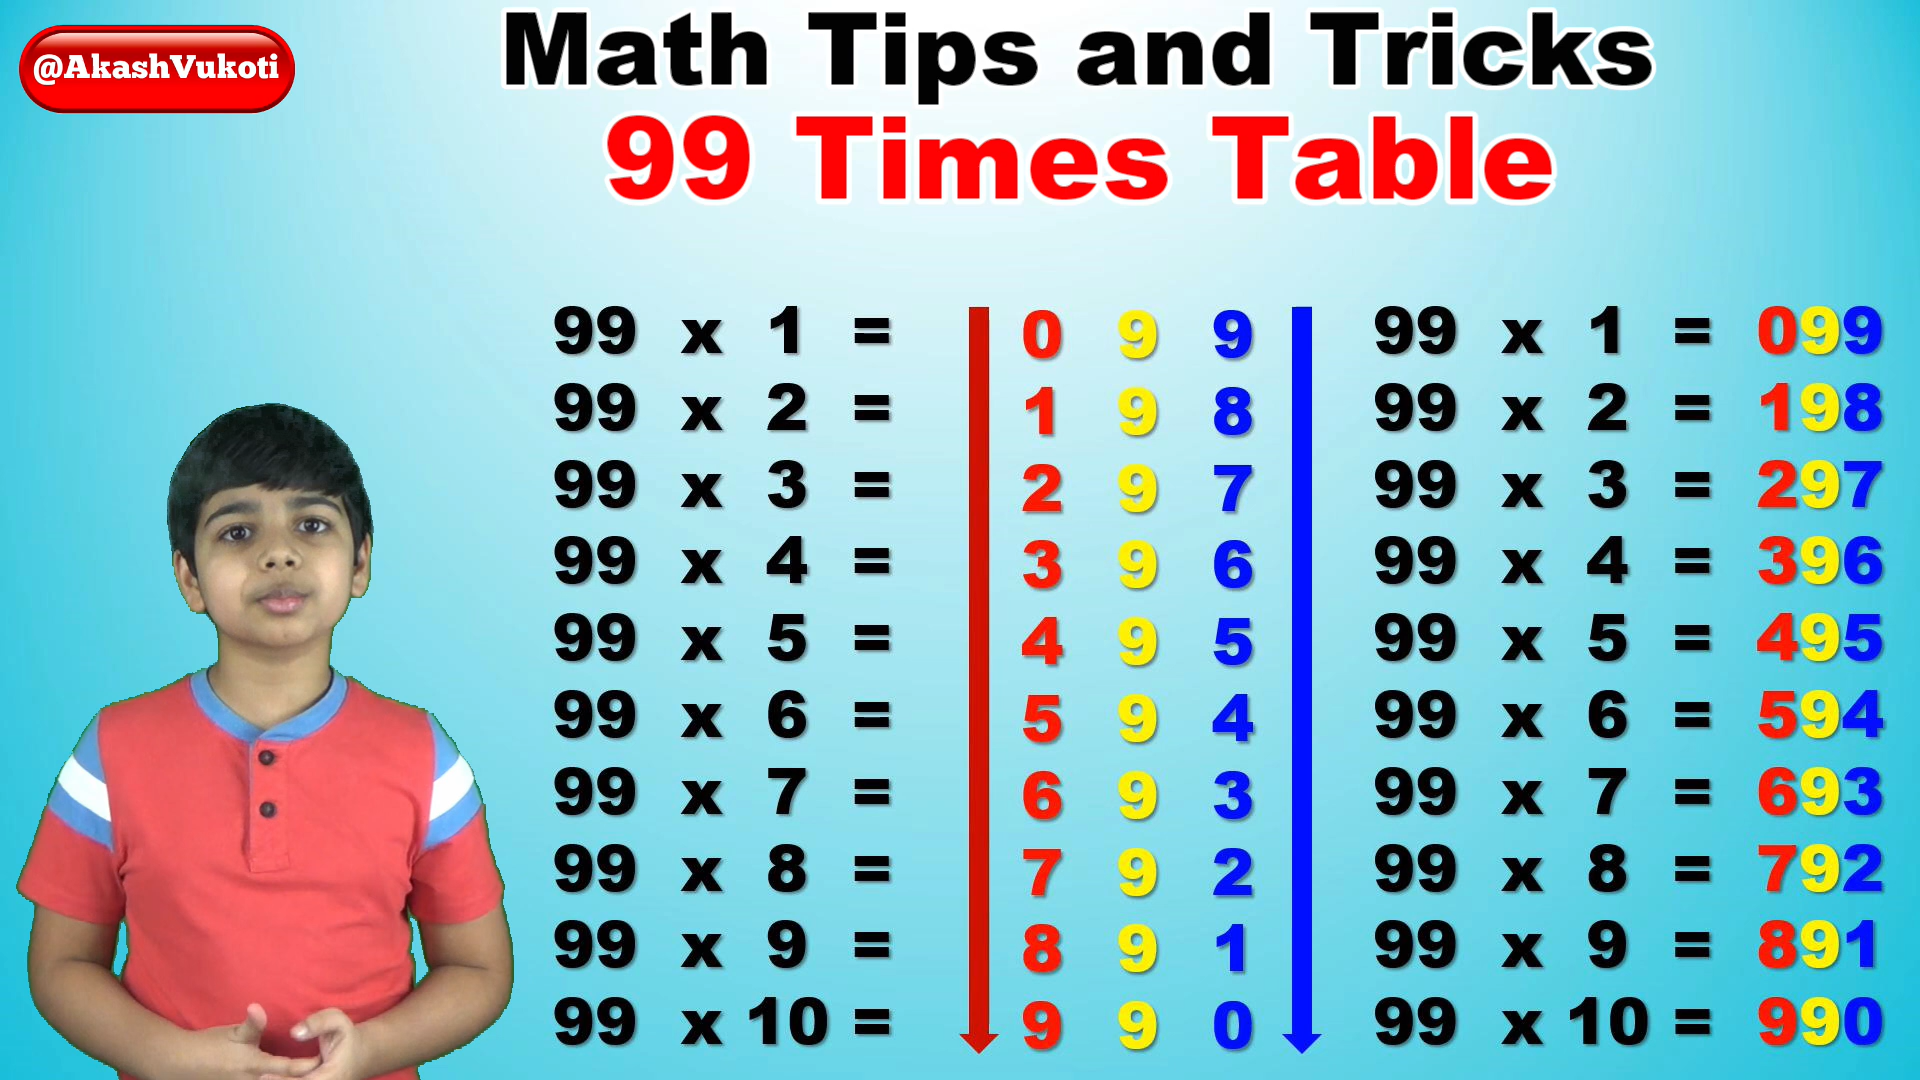 @AkashVukoti
Math Tips and Tricks
99 Times Table
99 x 1 = 0 9 9 99 x 1 = 099
99 x 2 = 1 9 8 99 x 2 = 198
99 x 3 = 2 9 7 99 x 3 = 297
99 x 4 = 3 9 6 99 x 4 = 396
99 x 5 = 4 9 5 99 x 5 = 495
99 x 6 = 5 9 4 99 x 6 = 594
99 x 7 = 6 9 3 99 x 7 = 693
99 x 8 = 7 9 2 99 x 8 = 792
99 x 9 = 8 9 1 99 x 9 = 891
99 x 10 = 9 9 0 99 x 10 = 990